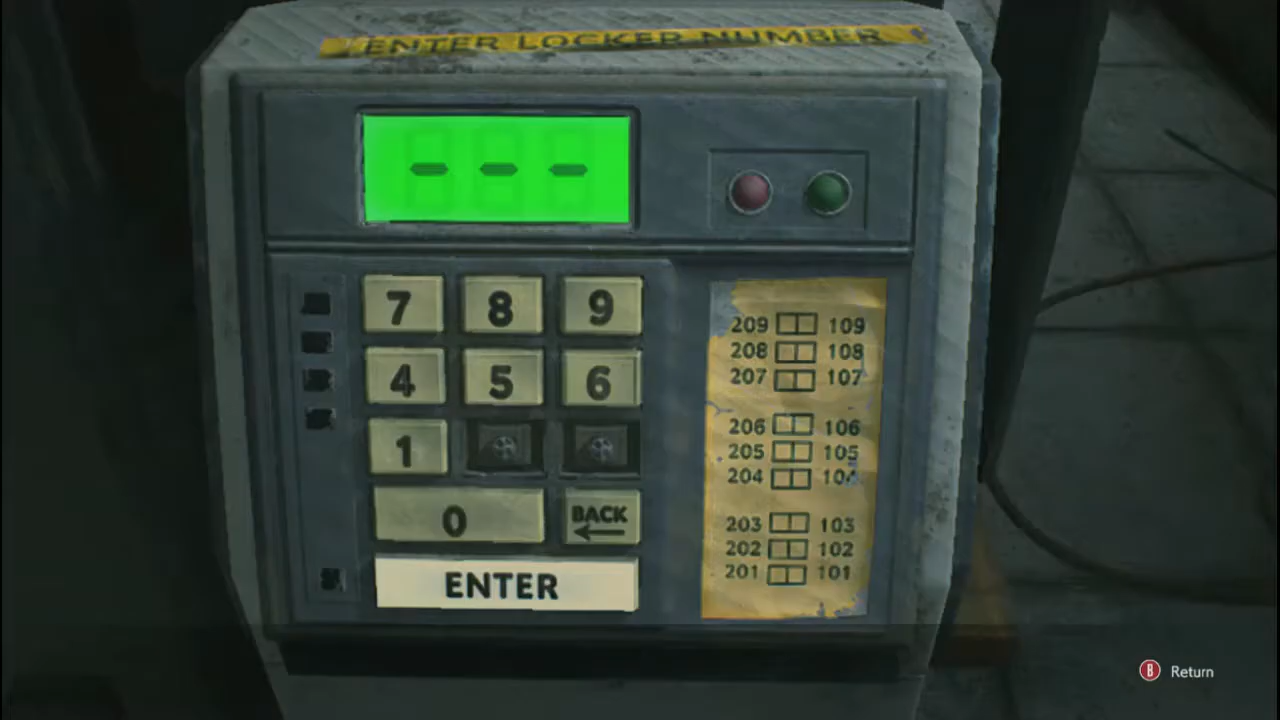 ENTER LOCKER NUMBER
- - -
7 8 9
4 5 6
1
0 BACK
ENTER
209 109
208 108
207 107
206 106
205 105
204 104
203 103
202 102
201 101
B Return